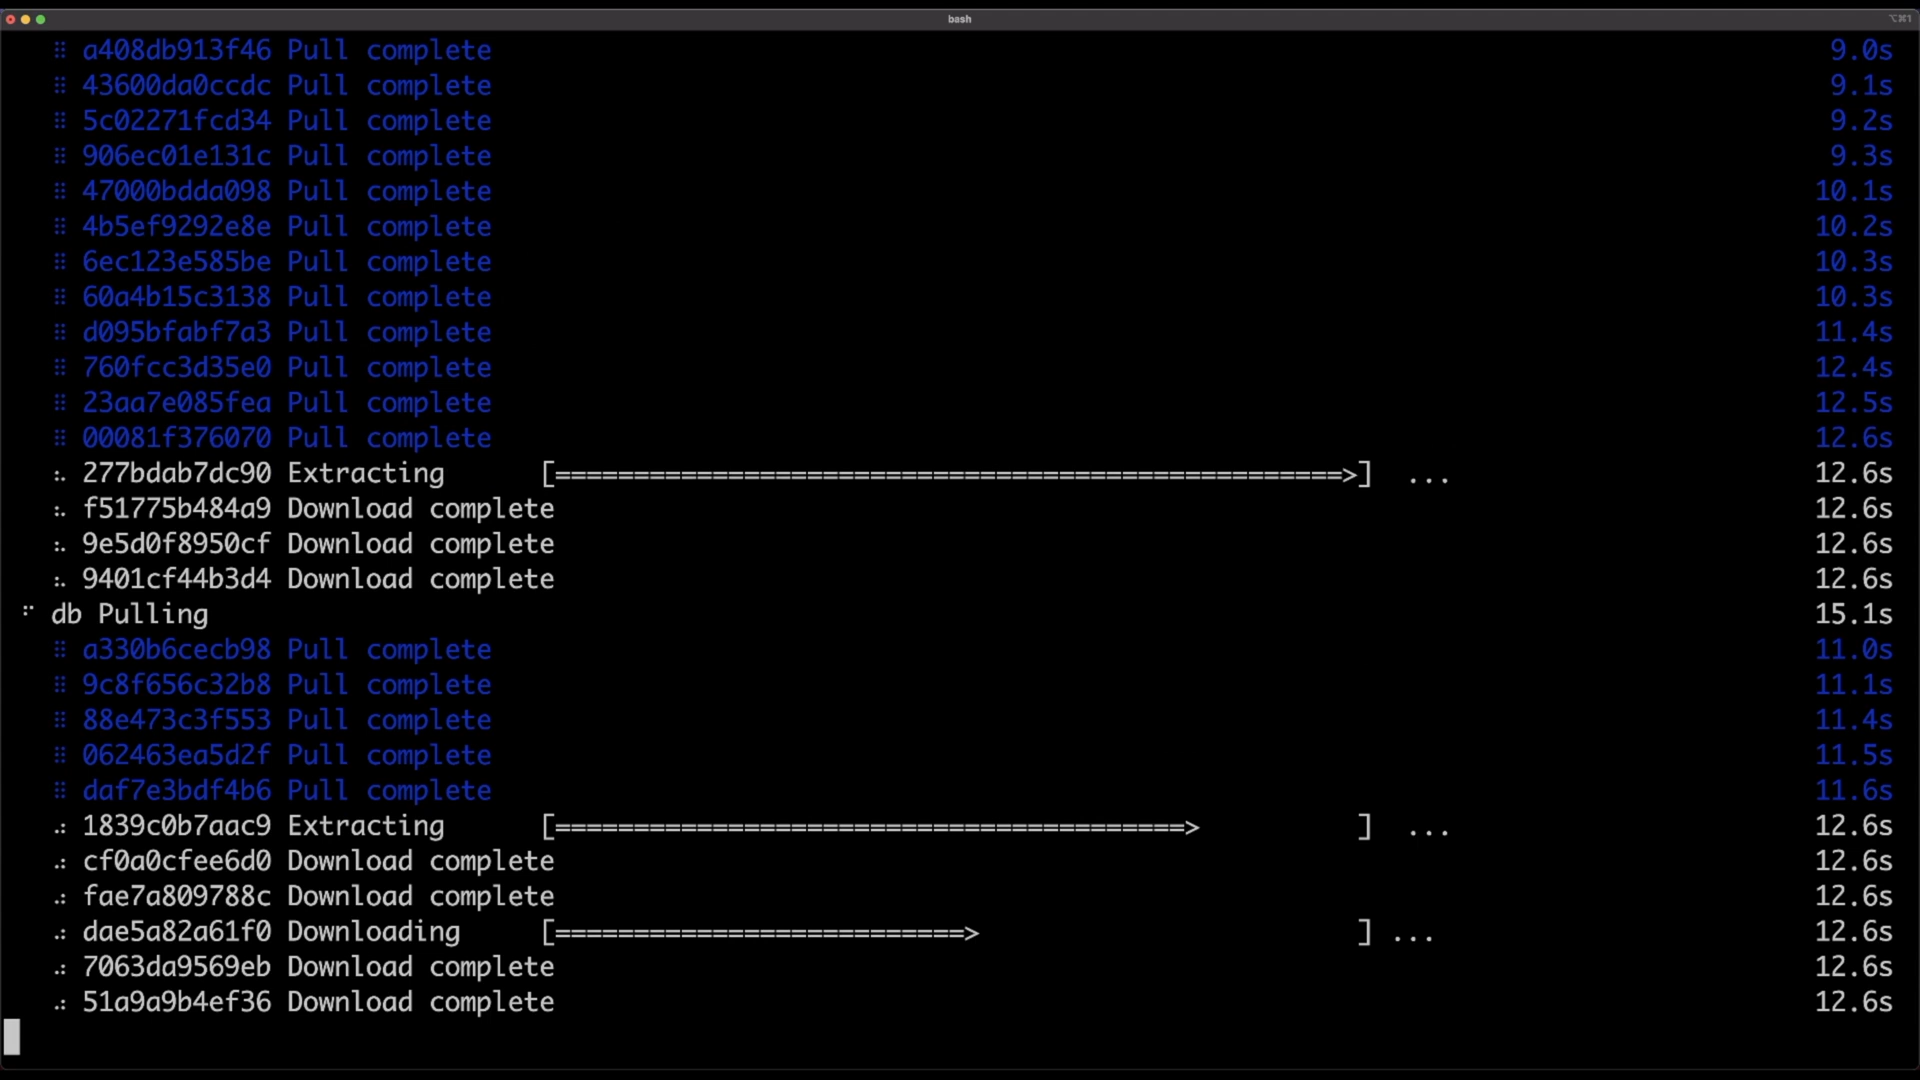 bash
⌥⌘1
⠿ a408db913f46 Pull complete 9.0s
⠿ 43600da0ccdc Pull complete 9.1s
⠿ 5c02271fcd34 Pull complete 9.2s
⠿ 906ec01e131c Pull complete 9.3s
⠿ 47000bdda098 Pull complete 10.1s
⠿ 4b5ef9292e8e Pull complete 10.2s
⠿ 6ec123e585be Pull complete 10.3s
⠿ 60a4b15c3138 Pull complete 10.3s
⠿ d095bfabf7a3 Pull complete 11.4s
⠿ 760fcc3d35e0 Pull complete 12.4s
⠿ 23aa7e085fea Pull complete 12.5s
⠿ 00081f376070 Pull complete 12.6s
⠦ 277bdab7dc90 Extracting [==================================================>] ... 12.6s
⠦ f51775b484a9 Download complete 12.6s
⠦ 9e5d0f8950cf Download complete 12.6s
⠦ 9401cf44b3d4 Download complete 12.6s
⠋ db Pulling 15.1s
⠿ a330b6cecb98 Pull complete 11.0s
⠿ 9c8f656c32b8 Pull complete 11.1s
⠿ 88e473c3f553 Pull complete 11.4s
⠿ 062463ea5d2f Pull complete 11.5s
⠿ daf7e3bdf4b6 Pull complete 11.6s
⠴ 1839c0b7aac9 Extracting [========================================>          ] ... 12.6s
⠴ cf0a0cfee6d0 Download complete 12.6s
⠴ fae7a809788c Download complete 12.6s
⠴ dae5a82a61f0 Downloading [==========================>                        ] ... 12.6s
⠴ 7063da9569eb Download complete 12.6s
⠴ 51a9a9b4ef36 Download complete 12.6s